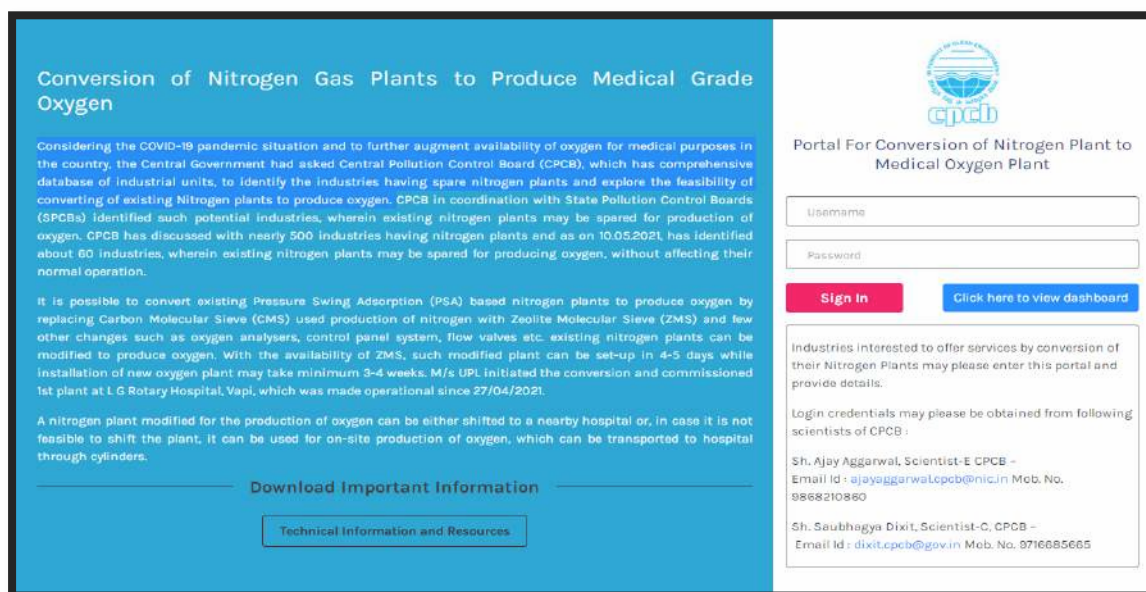 Conversion of Nitrogen Gas Plants to Produce Medical Grade
Oxygen
Considering the COVID-19 pandemic situation and to further augment availability of oxygen for medical purposes in
the country, the Central Government had asked Central Pollution Control Board (CPCB), which has comprehensive
database of industrial units, to identify the industries having spare nitrogen plants and explore the feasibility of
converting of existing Nitrogen plants to produce oxygen. CPCB in coordination with State Pollution Control Boards
(SPCBs) identified such potential industries, wherein existing nitrogen plants may be spared for production of
oxygen. CPCB has discussed with nearly 500 industries having nitrogen plants and as on 10.05.2021, has identified
about 60 industries, wherein existing nitrogen plants may be spared for producing oxygen, without affecting their
normal operation.
It is possible to convert existing Pressure Swing Adsorption (PSA) based nitrogen plants to produce oxygen by
replacing Carbon Molecular Sieve (CMS) used production of nitrogen with Zeolite Molecular Sieve (ZMS) and few
other changes such as oxygen analysers, control panel system, flow valves etc. existing nitrogen plants can be
modified to produce oxygen. With the availability of ZMS, such modified plant can be set-up in 4-5 days while
installation of new oxygen plant may take minimum 3-4 weeks. M/s UPL initiated the conversion and commissioned
1st plant at L G Rotary Hospital, Vapi, which was made operational since 27/04/2021.
A nitrogen plant modified for the production of oxygen can be either shifted to a nearby hospital or, in case it is not
feasible to shift the plant, it can be used for on-site production of oxygen, which can be transported to hospital
through cylinders.
Download Important Information
Technical Information and Resources
cpcb
Portal For Conversion of Nitrogen Plant to
Medical Oxygen Plant
Username
Password
Sign In
Click here to view dashboard
Industries interested to offer services by conversion of
their Nitrogen Plants may please enter this portal and
provide details.
Login credentials may please be obtained from following
scientists of CPCB :
Sh. Ajay Aggarwal, Scientist-E CPCB –
Email Id : ajayaggarwal.cpcb@nic.in Mob. No.
9868210860
Sh. Saubhagya Dixit, Scientist-C, CPCB –
Email Id : dixit.cpcb@gov.in Mob. No. 9716685665